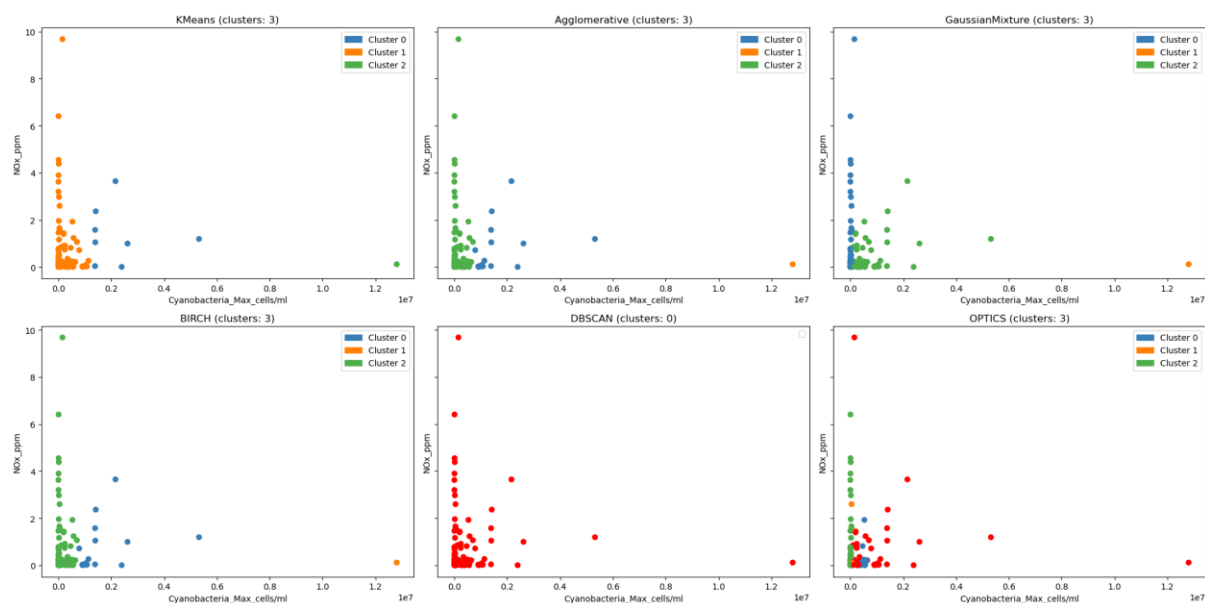 KMeans (clusters: 3)
Agglomerative (clusters: 3)
GaussianMixture (clusters: 3)
10
8
6
4
2
0
NOx_ppm
Cluster 0
Cluster 1
Cluster 2
NOx_ppm
Cluster 0
Cluster 1
Cluster 2
NOx_ppm
Cluster 0
Cluster 1
Cluster 2
0.0 0.2 0.4 0.6 0.8 1.0 1.2
Cyanobacteria_Max_cells/ml
1e7
0.0 0.2 0.4 0.6 0.8 1.0 1.2
Cyanobacteria_Max_cells/ml
1e7
0.0 0.2 0.4 0.6 0.8 1.0 1.2
Cyanobacteria_Max_cells/ml
1e7
BIRCH (clusters: 3)
DBSCAN (clusters: 0)
OPTICS (clusters: 3)
10
8
6
4
2
0
NOx_ppm
Cluster 0
Cluster 1
Cluster 2
NOx_ppm
NOx_ppm
Cluster 0
Cluster 1
Cluster 2
0.0 0.2 0.4 0.6 0.8 1.0 1.2
Cyanobacteria_Max_cells/ml
1e7
0.0 0.2 0.4 0.6 0.8 1.0 1.2
Cyanobacteria_Max_cells/ml
1e7
0.0 0.2 0.4 0.6 0.8 1.0 1.2
Cyanobacteria_Max_cells/ml
1e7